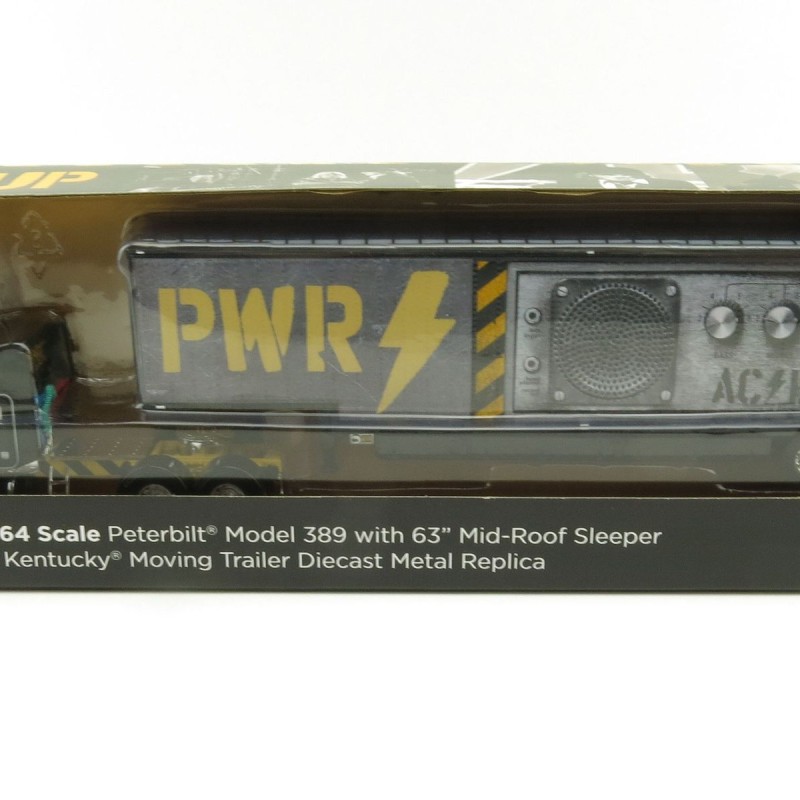 UP
PWR
AC
64 Scale Peterbilt® Model 389 with 63” Mid-Roof Sleeper
Kentucky® Moving Trailer Diecast Metal Replica